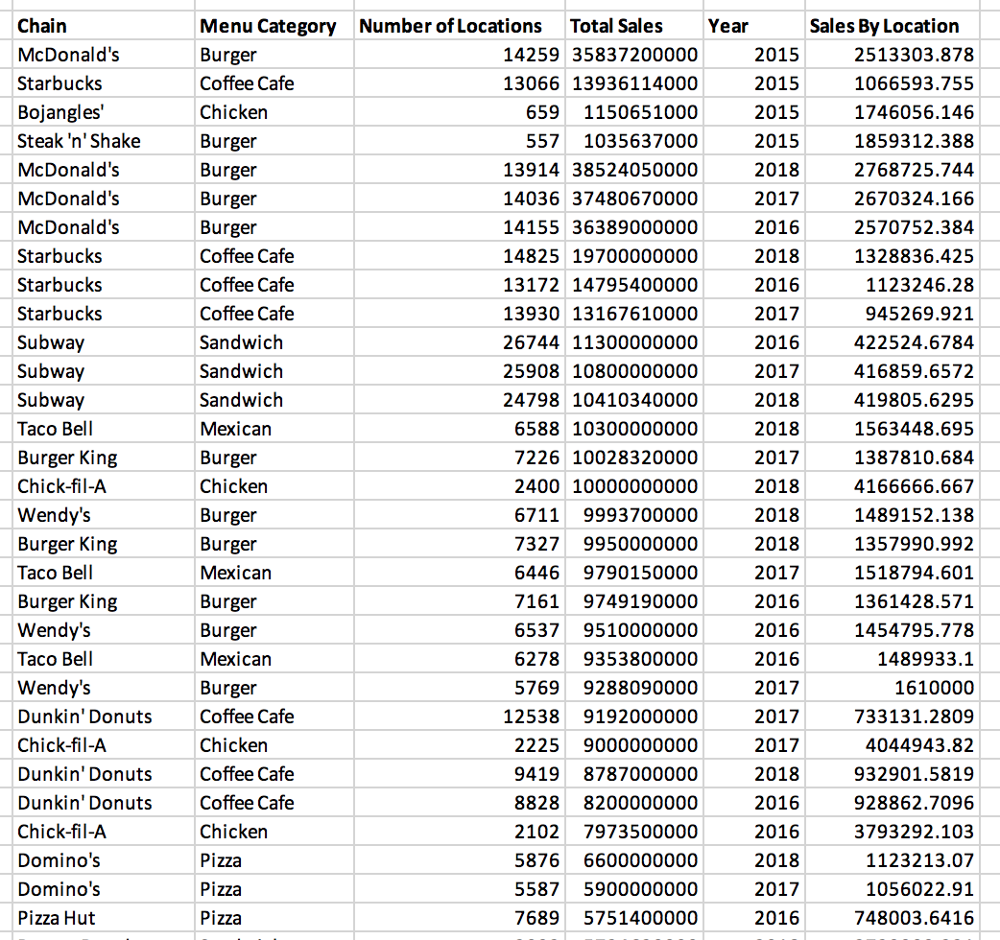 Chain Menu Category Number of Locations Total Sales Year Sales By Location
McDonald's Burger 14259 35837200000 2015 2513303.878
Starbucks Coffee Cafe 13066 13936114000 2015 1066593.755
Bojangles' Chicken 659 1150651000 2015 1746056.146
Steak 'n' Shake Burger 557 1035637000 2015 1859312.388
McDonald's Burger 13914 38524050000 2018 2768725.744
McDonald's Burger 14036 37480670000 2017 2670324.166
McDonald's Burger 14155 36389000000 2016 2570752.384
Starbucks Coffee Cafe 14825 19700000000 2018 1328836.425
Starbucks Coffee Cafe 13172 14795400000 2016 1123246.28
Starbucks Coffee Cafe 13930 13167610000 2017 945269.921
Subway Sandwich 26744 11300000000 2016 422524.6784
Subway Sandwich 25908 10800000000 2017 416859.6572
Subway Sandwich 24798 10410340000 2018 419805.6295
Taco Bell Mexican 6588 10300000000 2018 1563448.695
Burger King Burger 7226 10028320000 2017 1387810.684
Chick-fil-A Chicken 2400 10000000000 2018 4166666.667
Wendy's Burger 6711 9993700000 2018 1489152.138
Burger King Burger 7327 9950000000 2018 1357990.992
Taco Bell Mexican 6446 9790150000 2017 1518794.601
Burger King Burger 7161 9749190000 2016 1361428.571
Wendy's Burger 6537 9510000000 2016 1454795.778
Taco Bell Mexican 6278 9353800000 2016 1489933.1
Wendy's Burger 5769 9288090000 2017 1610000
Dunkin' Donuts Coffee Cafe 12538 9192000000 2017 733131.2809
Chick-fil-A Chicken 2225 9000000000 2017 4044943.82
Dunkin' Donuts Coffee Cafe 9419 8787000000 2018 932901.5819
Dunkin' Donuts Coffee Cafe 8828 8200000000 2016 928862.7096
Chick-fil-A Chicken 2102 7973500000 2016 3793292.103
Domino's Pizza 5876 6600000000 2018 1123213.07
Domino's Pizza 5587 5900000000 2017 1056022.91
Pizza Hut Pizza 7689 5751400000 2016 748003.6416